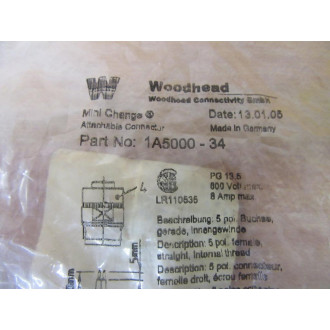 W Woodhead
Woodhead Connectivity GmbH
Mini Change ® Date: 13.01.05
Attachable Connector Made in Germany
Part No: 1A5000 - 34
PG 13.5
600 Volt max.
LR110635 8 Amp max
Beschreibung: 5 pol. Buchse,
gerade, Innengewinde
Description: 5 pol. female,
straight, internal thread
Description: 5 pol. connecteur,
femelle droit, écrou femelle
4
5mm